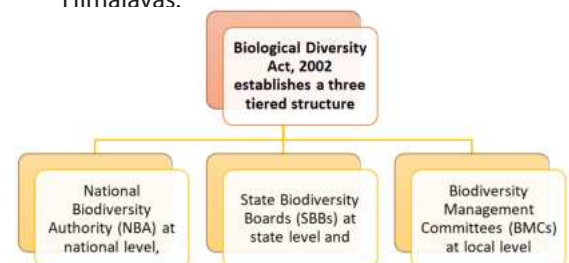 Himalayas.
Biological Diversity
Act, 2002
establishes a three
tiered structure
National
Biodiversity
Authority (NBA) at
national level,
State Biodiversity
Boards (SBBs) at
state level and
Biodiversity
Management
Committees (BMCs)
at local level